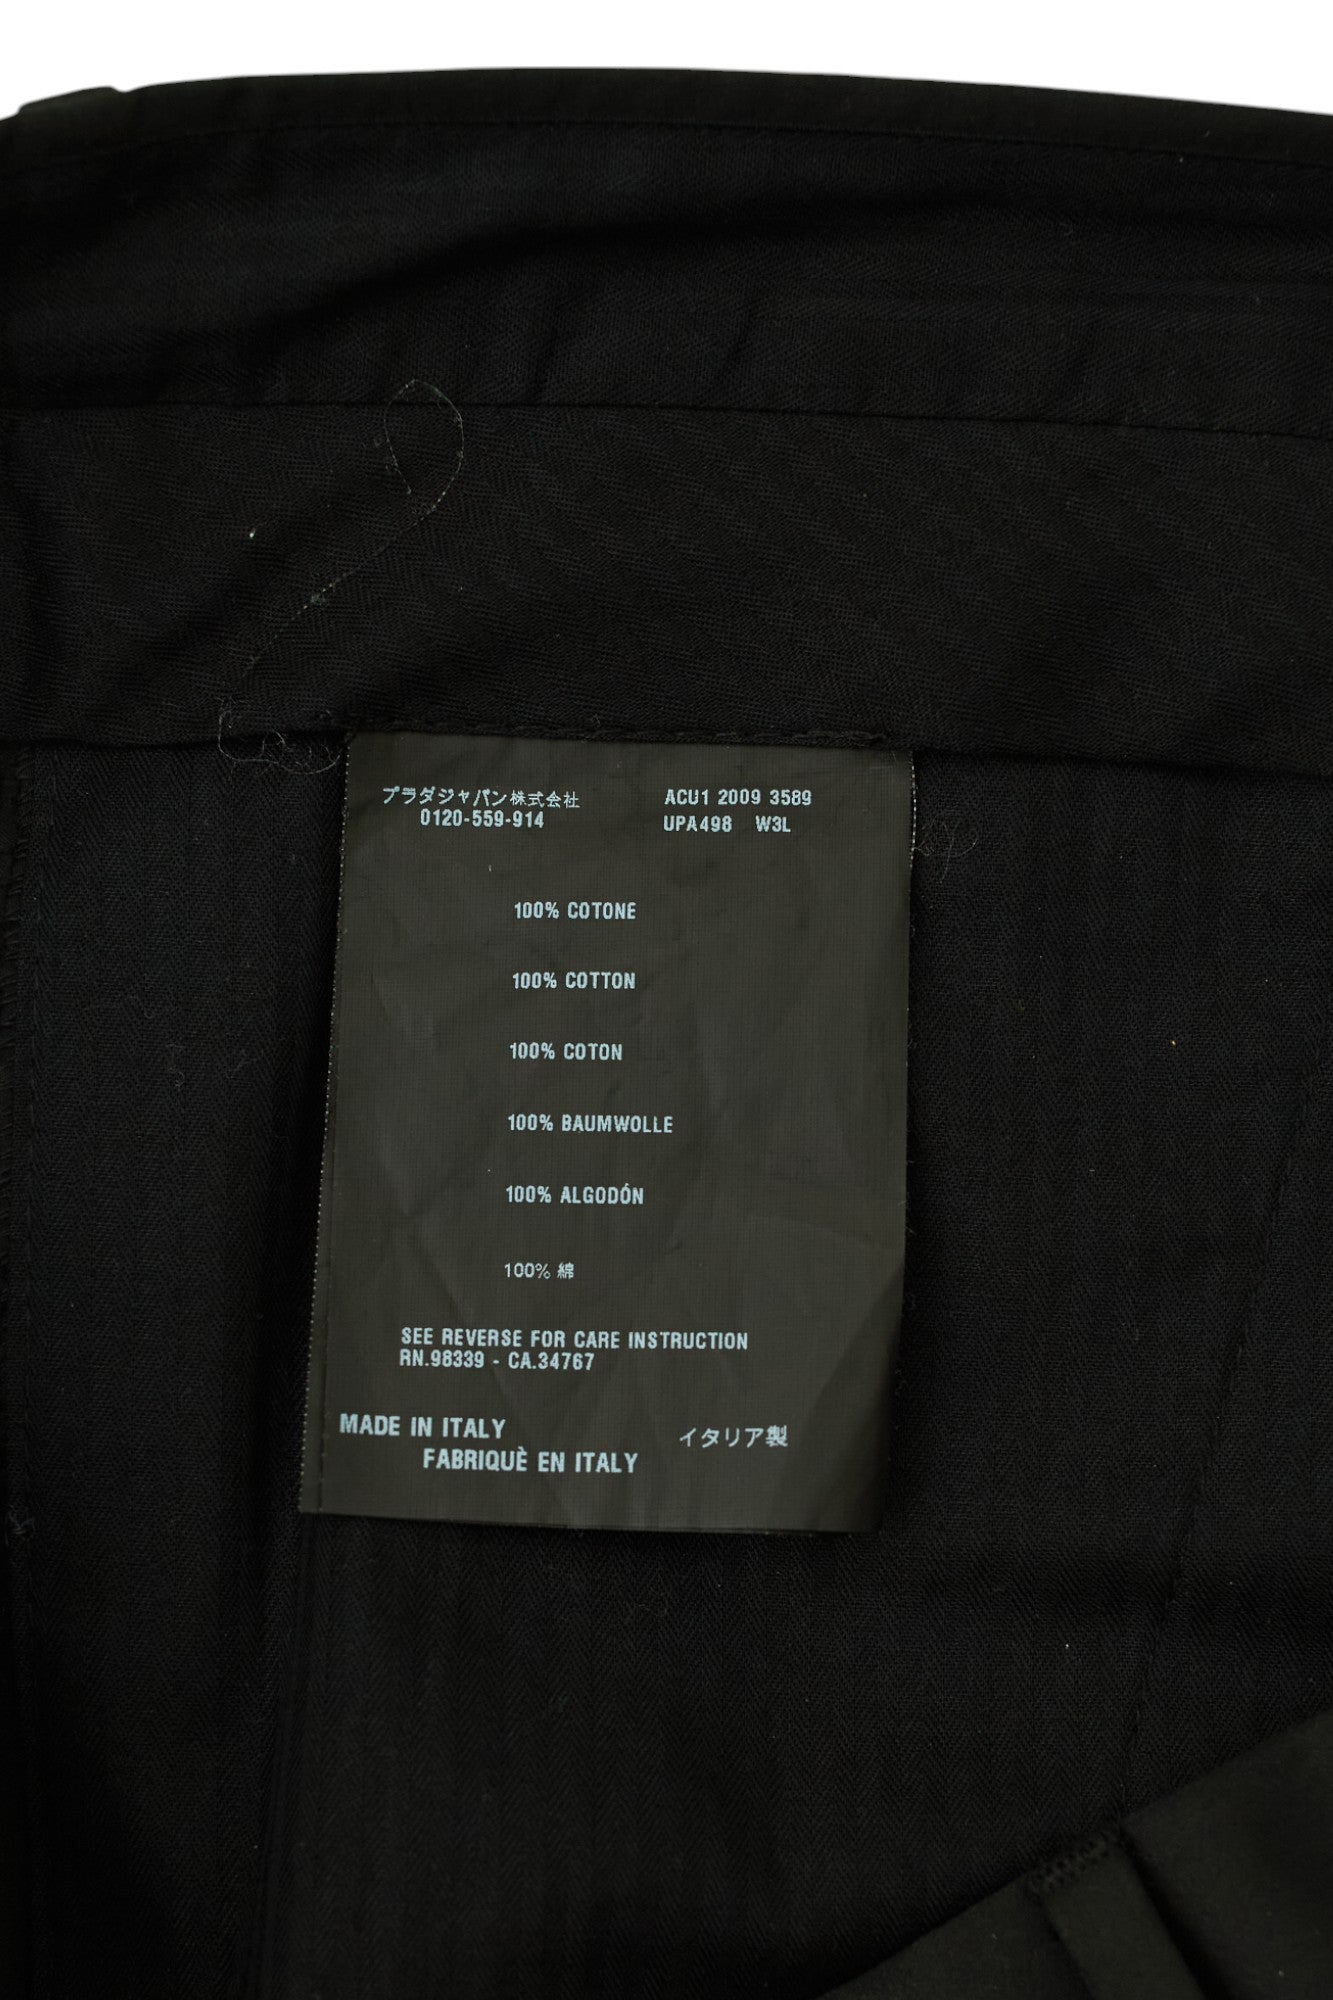 プラダジャパン株式会社
0120-559-914
ACU1 2009 3589
UPA498 W3L
100% COTONE
100% COTTON
100% COTON
100% BAUMWOLLE
100% ALGODÓN
100% 綿
SEE REVERSE FOR CARE INSTRUCTION
RN.98339 - CA.34767
MADE IN ITALY
FABRIQUÈ EN ITALY
イタリア製